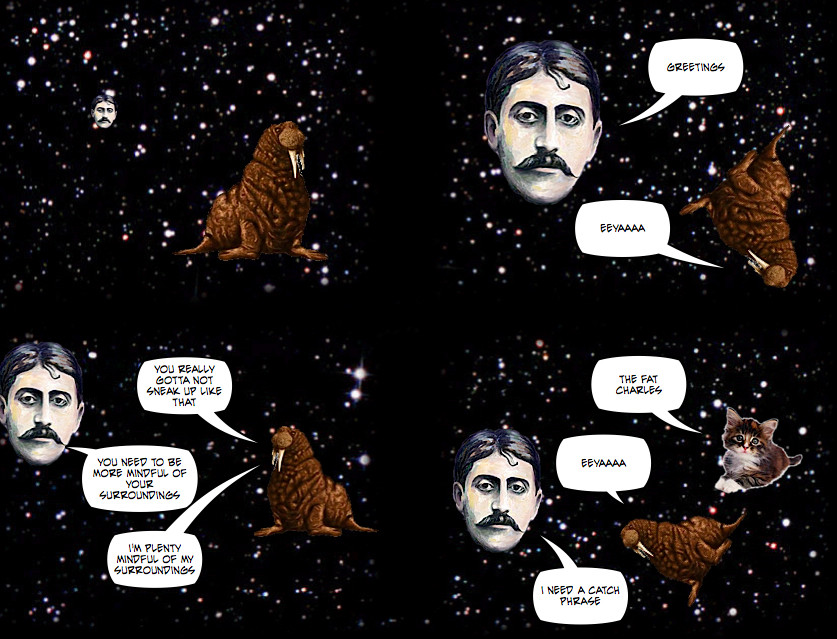 GREETINGS
EEYAAAA
YOU REALLY
GOTTA NOT
SNEAK UP LIKE
THAT
YOU NEED TO BE
MORE MINDFUL OF
YOUR
SURROUNDINGS
I'M PLENTY
MINDFUL OF MY
SURROUNDINGS
THE FAT
CHARLES
EEYAAAA
I NEED A CATCH
PHRASE